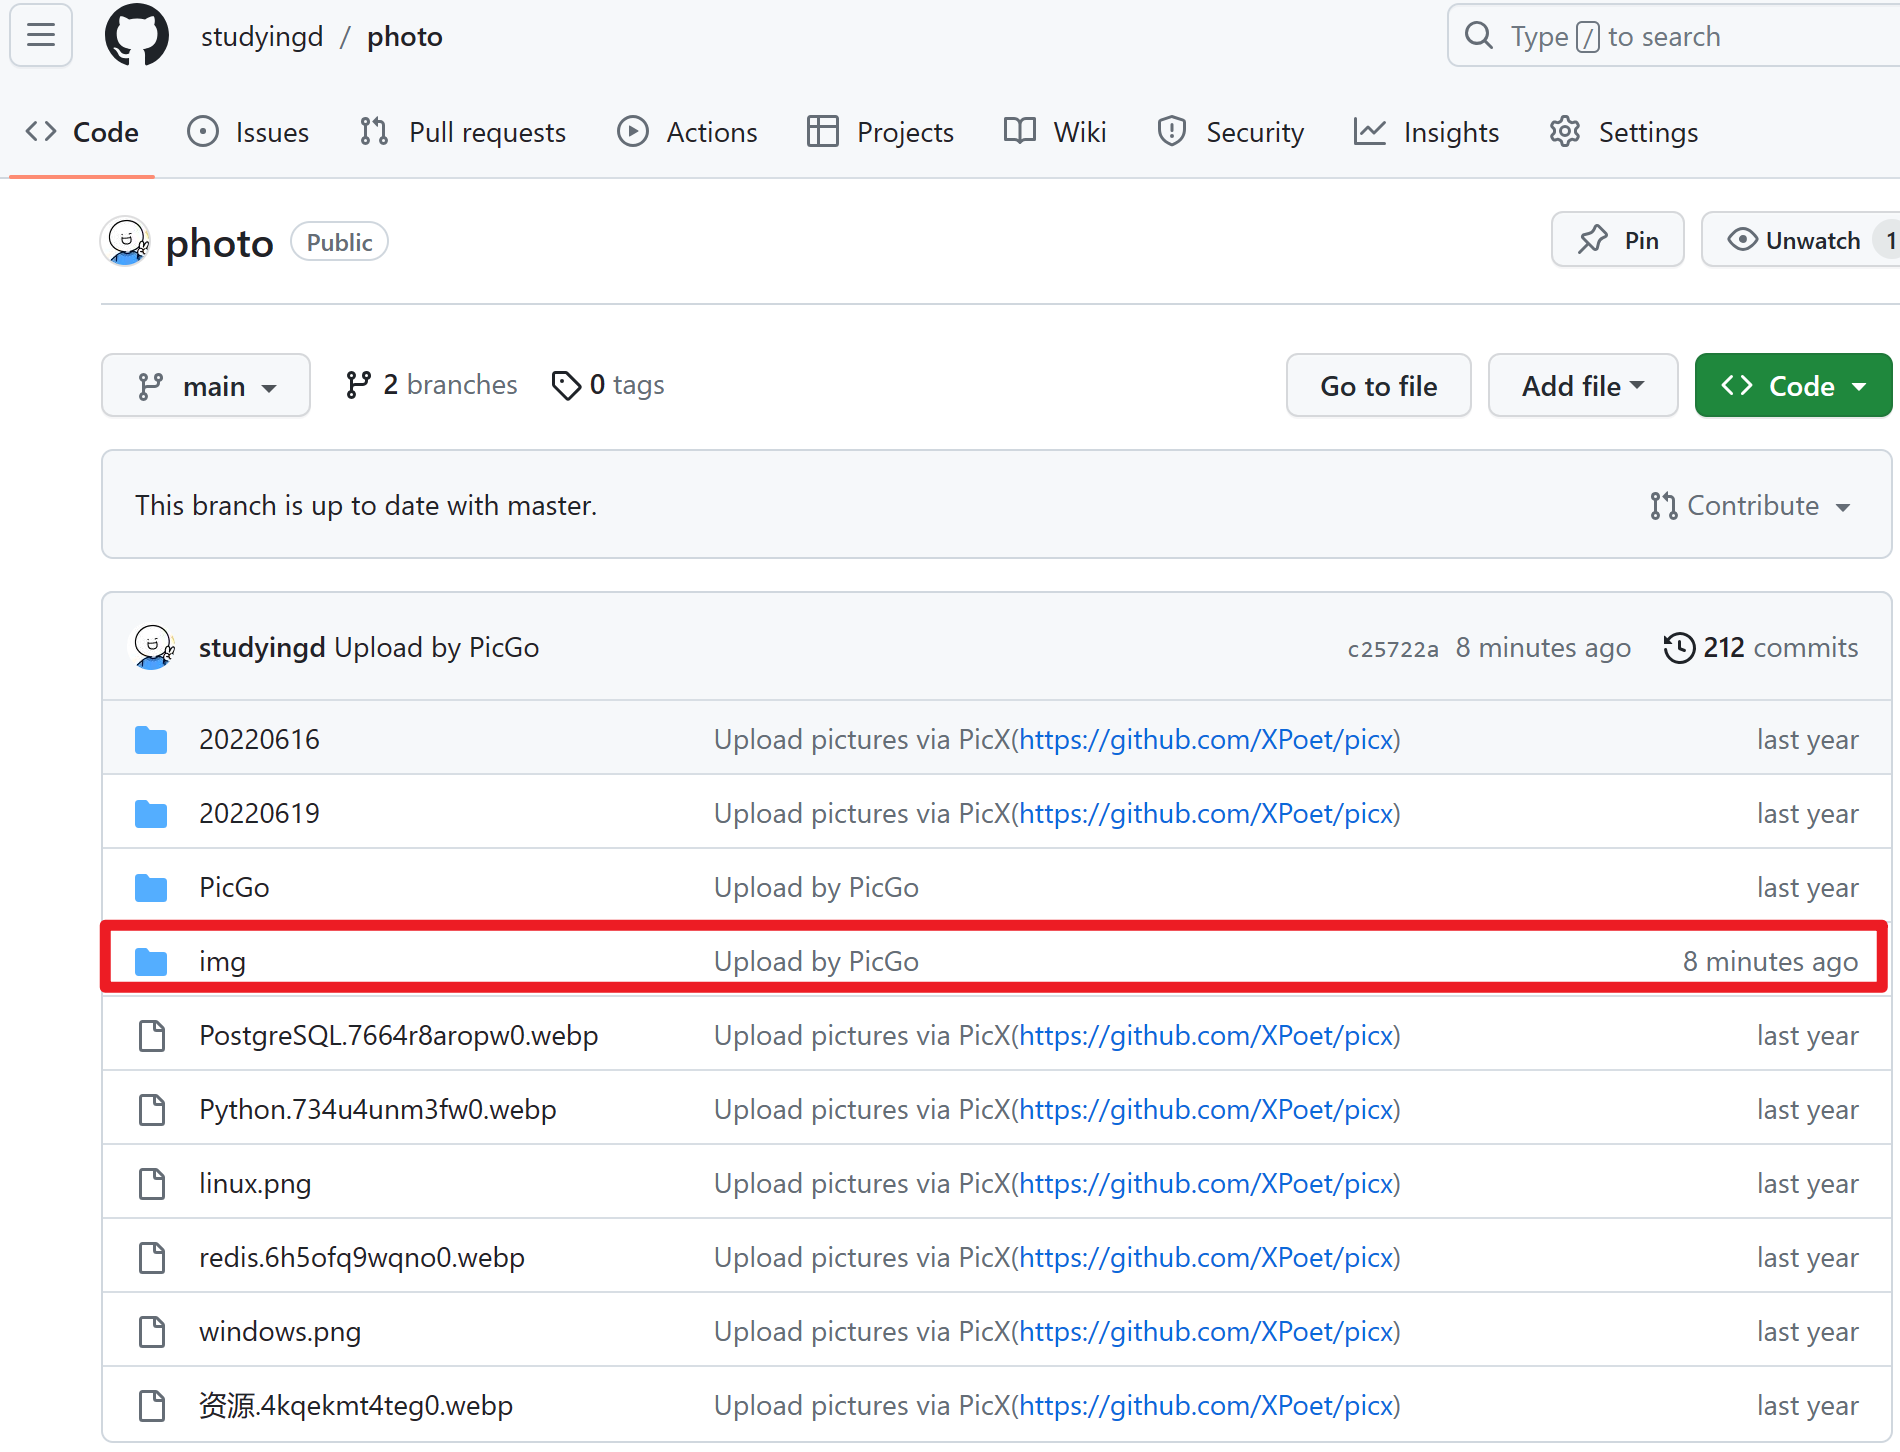 studyingd / photo
Type / to search
Code Issues Pull requests Actions Projects Wiki Security Insights Settings
photo Public Pin Unwatch 1
main 2 branches 0 tags Go to file Add file Code
This branch is up to date with master. Contribute
studyingd Upload by PicGo c25722a 8 minutes ago 212 commits
20220616 Upload pictures via PicX(https://github.com/XPoet/picx) last year
20220619 Upload pictures via PicX(https://github.com/XPoet/picx) last year
PicGo Upload by PicGo last year
img Upload by PicGo 8 minutes ago
PostgreSQL.7664r8aropw0.webp Upload pictures via PicX(https://github.com/XPoet/picx) last year
Python.734u4unm3fw0.webp Upload pictures via PicX(https://github.com/XPoet/picx) last year
linux.png Upload pictures via PicX(https://github.com/XPoet/picx) last year
redis.6h5ofq9wqno0.webp Upload pictures via PicX(https://github.com/XPoet/picx) last year
windows.png Upload pictures via PicX(https://github.com/XPoet/picx) last year
资源.4kqekmt4teg0.webp Upload pictures via PicX(https://github.com/XPoet/picx) last year